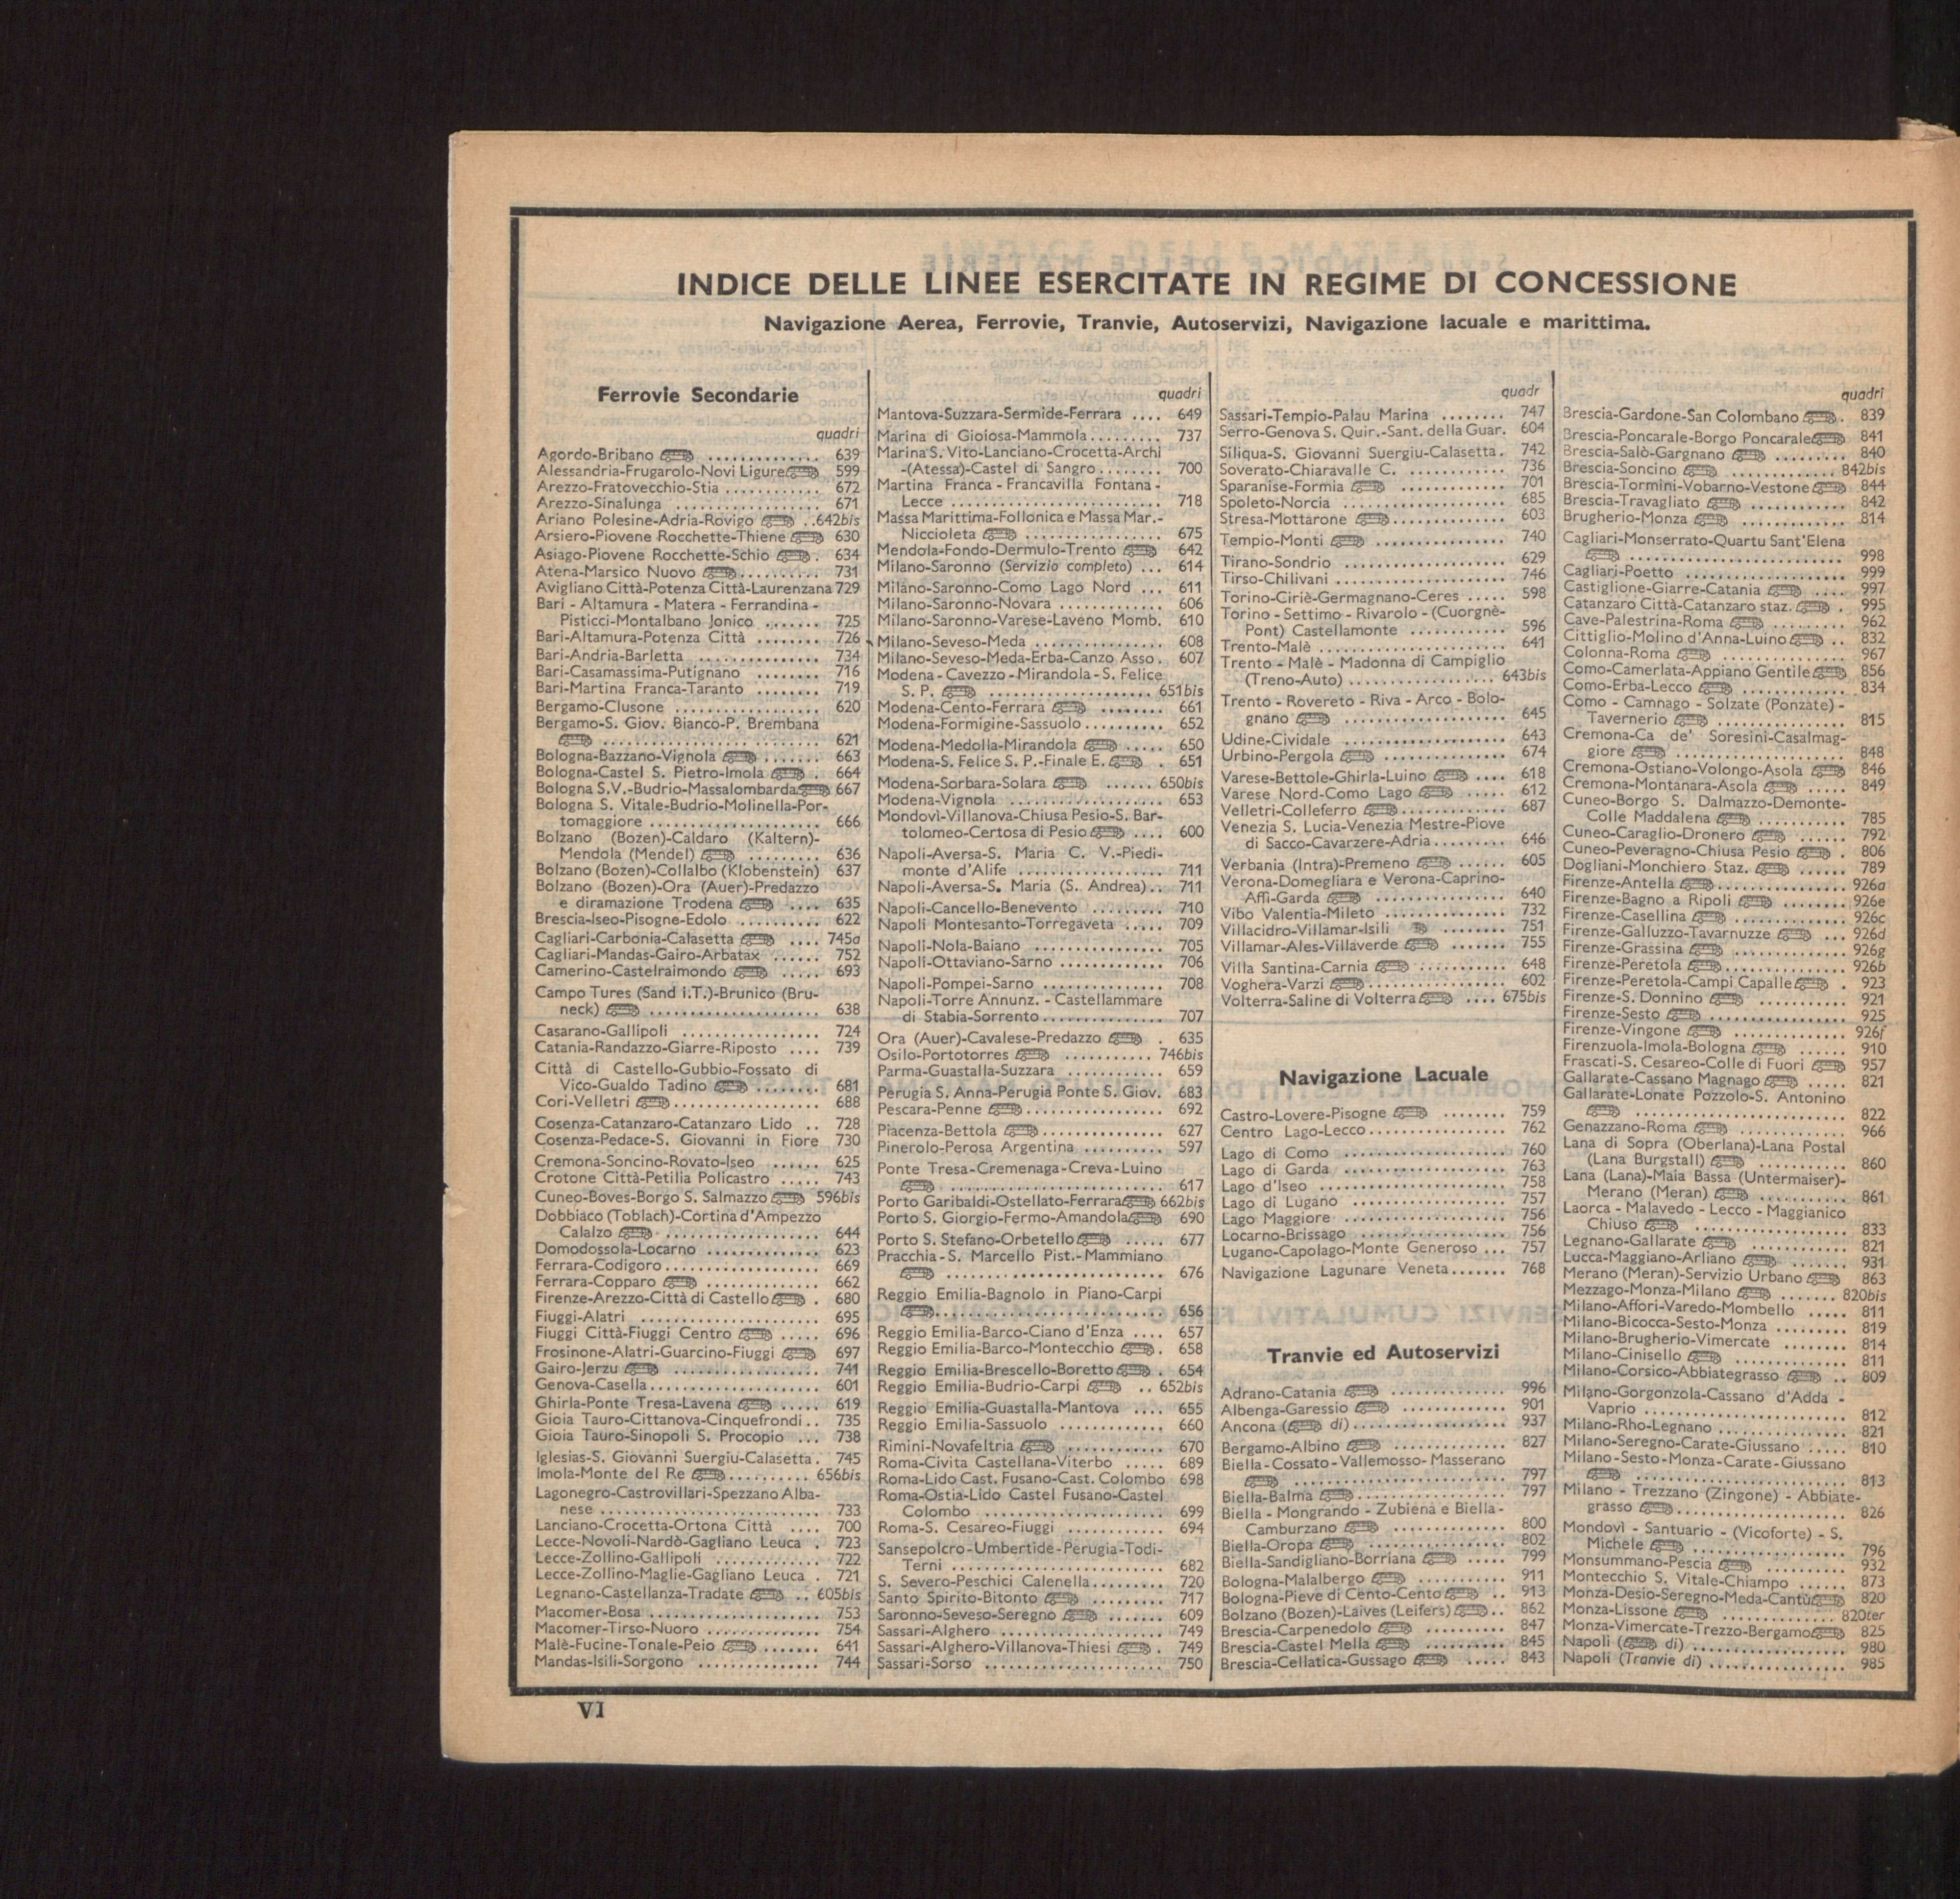 INDICE DELLE LINEE ESERCITATE IN REGIME DI CONCESSIONE
Navigazione Aerea, Ferrovie, Tranvie, Autoservizi, Navigazione lacuale e marittima.
Ferrovie Secondarie
quadri
Agordo-Bribano .............. 639
Alessandria-Frugarolo-Novi Ligure 599
Arezzo-Fratovecchio-Stia ............ 672
Arezzo-Sinalunga .................. 671
Ariano Polesine-Adria-Rovigo ..642bis
Arsiero-Piovene Rocchette-Thiene 630
Asiago-Piovene Rocchette-Schio . 634
Atena-Marsico Nuovo .......... 731
Avigliano Città-Potenza Città-Laurenzana 729
Bari - Altamura - Matera - Ferrandina -
Pisticci-Montalbano Jonico ....... 725
Bari-Altamura-Potenza Città ........ 726
Bari-Andria-Barletta ............... 734
Bari-Casamassima-Putignano ........ 716
Bari-Martina Franca-Taranto ........ 719
Bergamo-Clusone .................. 620
Bergamo-S. Giov. Bianco-P. Brembana
....................... 621
Bologna-Bazzano-Vignola ....... 663
Bologna-Castel S. Pietro-Imola . 664
Bologna S.V.-Budrio-Massalombarda 667
Bologna S. Vitale-Budrio-Molinella-Por-
tomaggiore ..................... 666
Bolzano (Bozen)-Caldaro (Kaltern)-
Mendola (Mendel) ......... 636
Bolzano (Bozen)-Collalbo (Klobenstein) 637
Bolzano (Bozen)-Ora (Auer)-Predazzo
e diramazione Trodena .... 635
Brescia-Iseo-Pisogne-Edolo .......... 622
Cagliari-Carbonia-Calasetta .... 745a
Cagliari-Mandas-Gairo-Arbatax ...... 752
Camerino-Castelraimondo ..... 693
Campo Tures (Sand i.T.)-Brunico (Bru-
neck) .................. 638
Casarano-Gallipoli ................. 724
Catania-Randazzo-Giarre-Riposto .... 739
Città di Castello-Gubbio-Fossato di
Vico-Gualdo Tadino ........ 681
Cori-Velletri .................. 688
Cosenza-Catanzaro-Catanzaro Lido .. 728
Cosenza-Pedace-S. Giovanni in Fiore 730
Cremona-Soncino-Rovato-Iseo ...... 625
Crotone Città-Petilia Policastro ..... 743
Cuneo-Boves-Borgo S. Salmazzo 596bis
Dobbiaco (Toblach)-Cortina d'Ampezzo
Calalzo .................. 644
Domodossola-Locarno .............. 623
Ferrara-Codigoro.................... 669
Ferrara-Copparo .............. 662
Firenze-Arezzo-Città di Castello . 680
Fiuggi-Alatri ....................... 695
Fiuggi Città-Fiuggi Centro ..... 696
Frosinone-Alatri-Guarcino-Fiuggi 697
Gairo-Jerzu .................. 741
Genova-Casella..................... 601
Ghirla-Ponte Tresa-Lavena ..... 619
Gioia Tauro-Cittanova-Cinquefrondi.. 735
Gioia Tauro-Sinopoli S. Procopio ... 738
Iglesias-S. Giovanni Suergiu-Calasetta. 745
Imola-Monte del Re .......... 656bis
Lagonegro-Castrovillari-Spezzano Alba-
nese ........................... 733
Lanciano-Crocetta-Ortona Città .... 700
Lecce-Novoli-Nardò-Gagliano Leuca . 723
Lecce-Zollino-Gallipoli ............. 722
Lecce-Zollino-Maglie-Gagliano Leuca . 721
Legnano-Castellanza-Tradate .. 605bis
Macomer-Bosa ..................... 753
Macomer-Tirso-Nuoro .............. 754
Malè-Fucine-Tonale-Peio ....... 641
Mandas-Isili-Sorgono ............... 744
quadri
Mantova-Suzzara-Sermide-Ferrara .... 649
Marina di Gioiosa-Mammola......... 737
Marina S. Vito-Lanciano-Crocetta-Archi
-(Atessa)-Castel di Sangro ........ 700
Martina Franca - Francavilla Fontana -
Lecce .......................... 718
Massa Marittima-Follonica e Massa Mar.-
Niccioleta ................. 675
Mendola-Fondo-Dermulo-Trento 642
Milano-Saronno (Servizio completo) ... 614
Milano-Saronno-Como Lago Nord ... 611
Milano-Saronno-Novara ............ 606
Milano-Saronno-Varese-Laveno Momb. 610
Milano-Seveso-Meda ................ 608
Milano-Seveso-Meda-Erba-Canzo Asso . 607
Modena - Cavezzo - Mirandola - S. Felice
S. P. .................... 651bis
Modena-Cento-Ferrara ........ 661
Modena-Formigine-Sassuolo.......... 652
Modena-Medolla-Mirandola ..... 650
Modena-S. Felice S. P.-Finale E. . 651
Modena-Sorbara-Solara ...... 650bis
Modena-Vignola ................... 653
Mondovì-Villanova-Chiusa Pesio-S. Bar-
tolomeo-Certosa di Pesio .... 600
Napoli-Aversa-S. Maria C. V.-Piedi-
monte d'Alife .................. 711
Napoli-Aversa-S. Maria (S. Andrea).. 711
Napoli-Cancello-Benevento ......... 710
Napoli Montesanto-Torregaveta ..... 709
Napoli-Nola-Baiano ................ 705
Napoli-Ottaviano-Sarno ............ 706
Napoli-Pompei-Sarno .............. 708
Napoli-Torre Annunz. - Castellammare
di Stabia-Sorrento............... 707
Ora (Auer)-Cavalese-Predazzo . 635
Osilo-Portotorres ........... 746bis
Parma-Guastalla-Suzzara ............ 659
Perugia S. Anna-Perugia Ponte S. Giov. 683
Pescara-Penne ................ 692
Piacenza-Bettola .............. 627
Pinerolo-Perosa Argentina .......... 597
Ponte Tresa-Cremenaga-Creva-Luino
.......................... 617
Porto Garibaldi-Ostellato-Ferrara 662bis
Porto S. Giorgio-Fermo-Amandola 690
Porto S. Stefano-Orbetello ..... 677
Pracchia-S. Marcello Pist.-Mammiano
.......................... 676
Reggio Emilia-Bagnolo in Piano-Carpi
........................... 656
Reggio Emilia-Barco-Ciano d'Enza .... 657
Reggio Emilia-Barco-Montecchio . 658
Reggio Emilia-Brescello-Boretto . 654
Reggio Emilia-Budrio-Carpi .. 652bis
Reggio Emilia-Guastalla-Mantova .... 655
Reggio Emilia-Sassuolo ............ 660
Rimini-Novafeltria ........... 670
Roma-Civita Castellana-Viterbo ..... 689
Roma-Lido Cast. Fusano-Cast. Colombo 698
Roma-Ostia-Lido Castel Fusano-Castel
Colombo ..................... 699
Roma-S. Cesareo-Fiuggi ........... 694
Sansepolcro-Umbertide-Perugia-Todi-
Terni .......................... 682
S. Severo-Peschici Calenella......... 720
Santo Spirito-Bitonto ......... 717
Saronno-Seveso-Seregno ....... 609
Sassari-Alghero .................... 749
Sassari-Alghero-Villanova-Thiesi . 749
Sassari-Sorso ...................... 750
quadr
Sassari-Tempio-Palau Marina ........ 747
Serro-Genova S. Quir.-Sant. della Guar. 604
Siliqua-S. Giovanni Suergiu-Calasetta. 742
Soverato-Chiaravalle C. ............ 736
Sparanise-Formia ............ 701
Spoleto-Norcia ................... 685
Stresa-Mottarone ............. 603
Tempio-Monti ............... 740
Tirano-Sondrio .................. 629
Tirso-Chilivani .................... 746
Torino-Ciriè-Germagnano-Ceres ..... 598
Torino - Settimo - Rivarolo - (Cuorgnè-
Pont) Castellamonte ............ 596
Trento-Malè ...................... 641
Trento - Malè - Madonna di Campiglio
(Treno-Auto) ................. 643bis
Trento - Rovereto - Riva - Arco - Bolo-
gnano ................... 645
Udine-Cividale ................... 643
Urbino-Pergola .............. 674
Varese-Bettole-Ghirla-Luino .... 618
Varese Nord-Como Lago ..... 612
Velletri-Colleferro ............. 687
Venezia S. Lucia-Venezia Mestre-Piove
di Sacco-Cavarzere-Adria......... 646
Verbania (Intra)-Premeno ...... 605
Verona-Domegliara e Verona-Caprino-
Affi-Garda ................ 640
Vibo Valentia-Mileto .............. 732
Villacidro-Villamar-Isili ......... 751
Villamar-Ales-Villaverde ....... 755
Villa Santina-Carnia .......... 648
Voghera-Varzi ................ 602
Volterra-Saline di Volterra .... 675bis
Navigazione Lacuale
Castro-Lovere-Pisogne ........ 759
Centro Lago-Lecco................ 762
Lago di Como ................... 760
Lago di Garda ................... 763
Lago d'Iseo ..................... 758
Lago di Lugano .................. 757
Lago Maggiore ................... 756
Locarno-Brissago ................. 756
Lugano-Capolago-Monte Generoso ... 757
Navigazione Lagunare Veneta....... 768
Tranvie ed Autoservizi
Adrano-Catania ............. 996
Albenga-Garessio ............ 901
Ancona ( di).................. 937
Bergamo-Albino ............. 827
Biella-Cossato-Vallemosso-Masserano
......................... 797
Biella-Balma ................. 797
Biella - Mongrando - Zubiena e Biella-
Camburzano ............. 800
Biella-Oropa ................. 802
Biella-Sandigliano-Borriana ..... 799
Bologna-Malalbergo .......... 911
Bologna-Pieve di Cento-Cento .. 913
Bolzano (Bozen)-Laives (Leifers) .. 862
Brescia-Carpenedolo .......... 847
Brescia-Castel Mella .......... 845
Brescia-Cellatica-Gussago ..... 843
quadri
Brescia-Gardone-San Colombano . 839
Brescia-Poncarale-Borgo Poncarale 841
Brescia-Salò-Gargnano ......... 840
Brescia-Soncino ............ 842bis
Brescia-Tormini-Vobarno-Vestone 844
Brescia-Travagliato ............ 842
Brugherio-Monza ............ 814
Cagliari-Monserrato-Quartu Sant'Elena
........................ 998
Cagliari-Poetto ................... 999
Castiglione-Giarre-Catania .... 997
Catanzaro Città-Catanzaro staz. . 995
Cave-Palestrina-Roma ......... 962
Cittiglio-Molino d'Anna-Luino .. 832
Colonna-Roma .............. 967
Como-Camerlata-Appiano Gentile 856
Como-Erba-Lecco ............ 834
Como - Camnago - Solzate (Ponzate) -
Tavernerio .............. 815
Cremona-Ca de' Soresini-Casalmag-
giore ................... 848
Cremona-Ostiano-Volongo-Asola 846
Cremona-Montanara-Asola ..... 849
Cuneo-Borgo S. Dalmazzo-Demonte-
Colle Maddalena ......... 785
Cuneo-Caraglio-Dronero ...... 792
Cuneo-Peveragno-Chiusa Pesio . 806
Dogliani-Monchiero Staz. ...... 789
Firenze-Antella ............... 926a
Firenze-Bagno a Ripoli ........ 926e
Firenze-Casellina ............ 926c
Firenze-Galluzzo-Tavarnuzze ... 926d
Firenze-Grassina ............. 926g
Firenze-Peretola .............. 926b
Firenze-Peretola-Campi Capalle . 923
Firenze-S. Donnino ........... 921
Firenze-Sesto ................ 925
Firenze-Vingone ............. 926f
Firenzuola-Imola-Bologna ...... 910
Frascati-S. Cesareo-Colle di Fuori 957
Gallarate-Cassano Magnago ..... 821
Gallarate-Lonate Pozzolo-S. Antonino
........................ 822
Genazzano-Roma ............ 966
Lana di Sopra (Oberlana)-Lana Postal
(Lana Burgstall) .......... 860
Lana (Lana)-Maia Bassa (Untermaiser)-
Merano (Meran) ......... 861
Laorca - Malavedo - Lecco - Maggianico
Chiuso .................. 833
Legnano-Gallarate ........... 821
Lucca-Maggiano-Arliano ....... 931
Merano (Meran)-Servizio Urbano 863
Mezzago-Monza-Milano ....... 820bis
Milano-Affori-Varedo-Mombello ..... 811
Milano-Bicocca-Sesto-Monza ......... 819
Milano-Brugherio-Vimercate ........ 814
Milano-Cinisello ............. 811
Milano-Corsico-Abbiategrasso .. 809
Milano-Gorgonzola-Cassano d'Adda -
Vaprio ........................ 812
Milano-Rho-Legnano ............... 821
Milano-Seregno-Carate-Giussano ..... 810
Milano-Sesto-Monza-Carate-Giussano
........................ 813
Milano - Trezzano (Zingone) - Abbiate-
grasso .................. 826
Mondovì - Santuario - (Vicoforte) - S.
Michele ................. 796
Monsummano-Pescia .......... 932
Montecchio S. Vitale-Chiampo ...... 873
Monza-Desio-Seregno-Meda-Cantù 820
Monza-Lissone ............. 820ter
Monza-Vimercate-Trezzo-Bergamo 825
Napoli ( di) ................. 980
Napoli (Tranvie di) ................ 985
VI